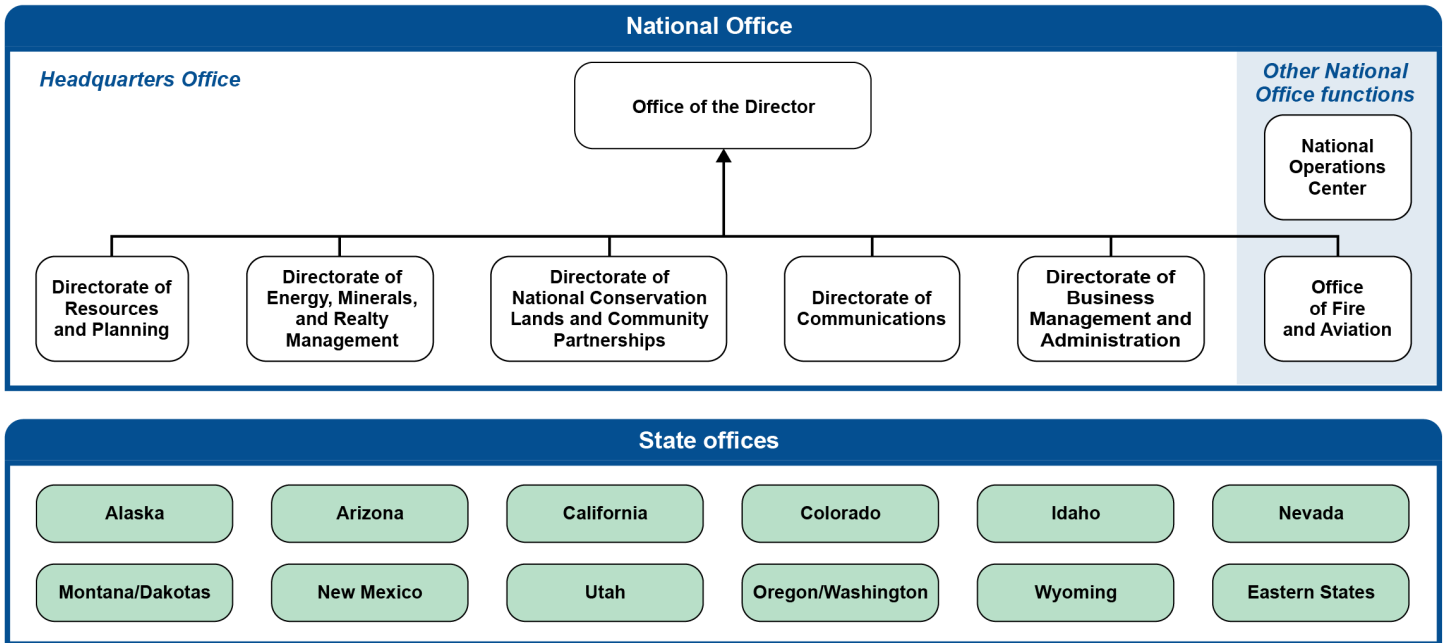 National Office
Headquarters Office
Office of the Director
Other National
Office functions
National
Operations
Center
Directorate of
Resources
and Planning
Directorate of
Energy, Minerals,
and Realty
Management
Directorate of
National Conservation
Lands and Community
Partnerships
Directorate of
Communications
Directorate of
Business
Management and
Administration
Office
of Fire
and Aviation
State offices
Alaska
Arizona
California
Colorado
Idaho
Nevada
Montana/Dakotas
New Mexico
Utah
Oregon/Washington
Wyoming
Eastern States